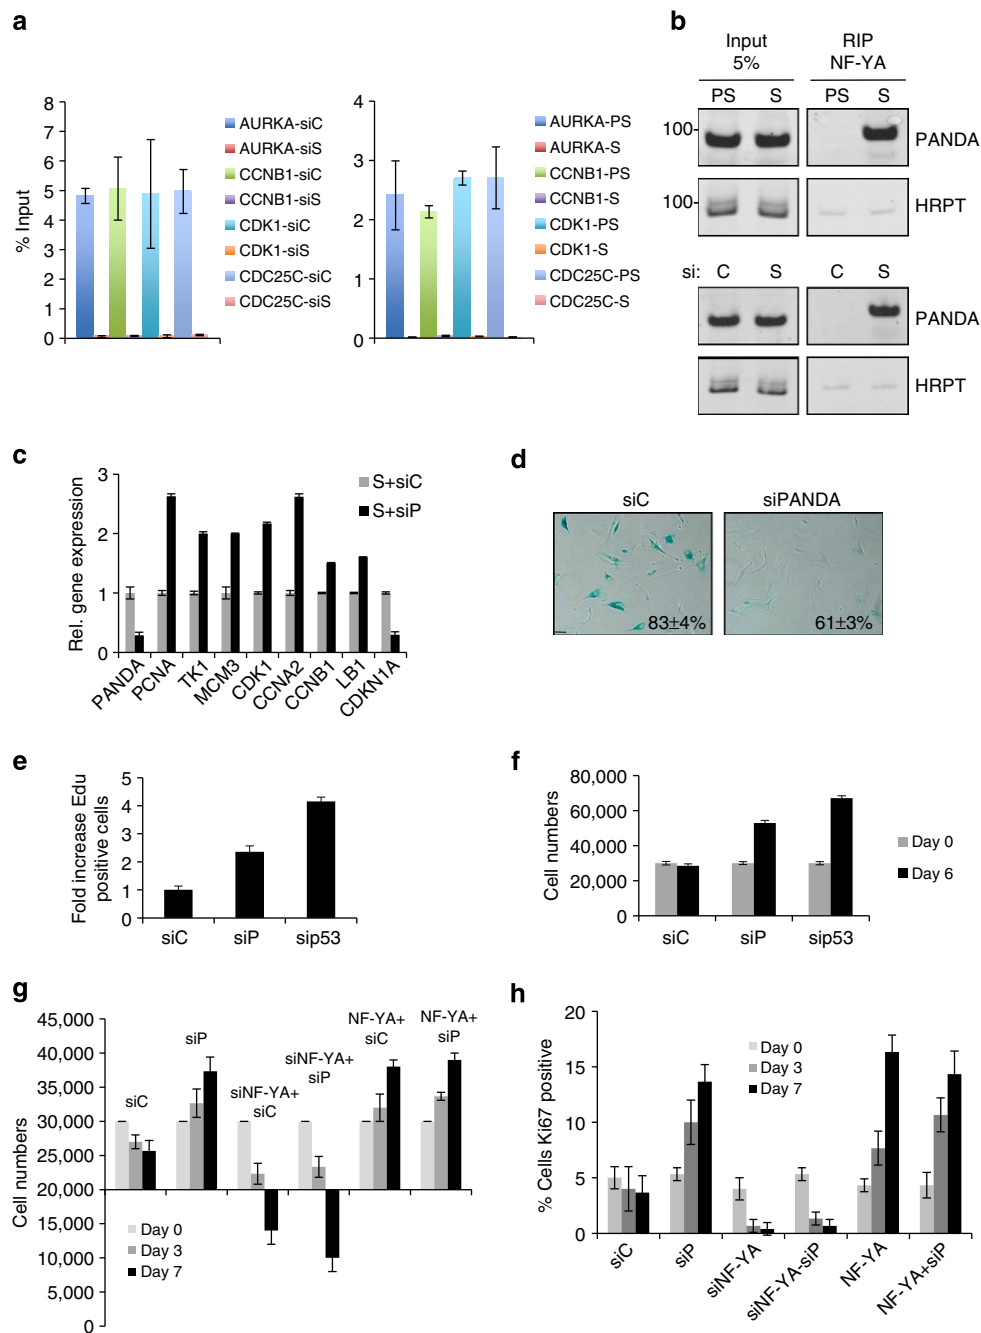 a
% Input
8
7
6
5
4
3
2
1
0
AURKA-siC
AURKA-siS
CCNB1-siC
CCNB1-siS
CDK1-siC
CDK1-siS
CDC25C-siC
CDC25C-siS
4
3
2
1
0
AURKA-PS
AURKA-S
CCNB1-PS
CCNB1-S
CDK1-PS
CDK1-S
CDC25C-PS
CDC25C-S
b
Input 5%
RIP NF-YA
PS S PS S
100- PANDA
100- HRPT
si: C S C S
PANDA
HRPT
c
Rel. gene expression
3
2
1
0
S+siC
S+siP
PANDA
PCNA
TK1
MCM3
CDK1
CCNA2
CCNB1
LB1
CDKN1A
d
siC siPANDA
83±4% 61±3%
e
Fold increase Edu
positive cells
5
4
3
2
1
0
siC siP sip53
f
Cell numbers
80,000
60,000
40,000
20,000
0
siC siP sip53
Day 0
Day 6
g
Cell numbers
45,000
40,000
35,000
30,000
25,000
20,000
15,000
10,000
5,000
0
siC
siP
siNF-YA+
siC
siNF-YA+
siP
NF-YA+
siC
NF-YA+
siP
Day 0
Day 3
Day 7
h
% Cells Ki67 positive
20
15
10
5
0
Day 0
Day 3
Day 7
siC
siP
siNF-YA
siNF-YA-siP
NF-YA
NF-YA+siP